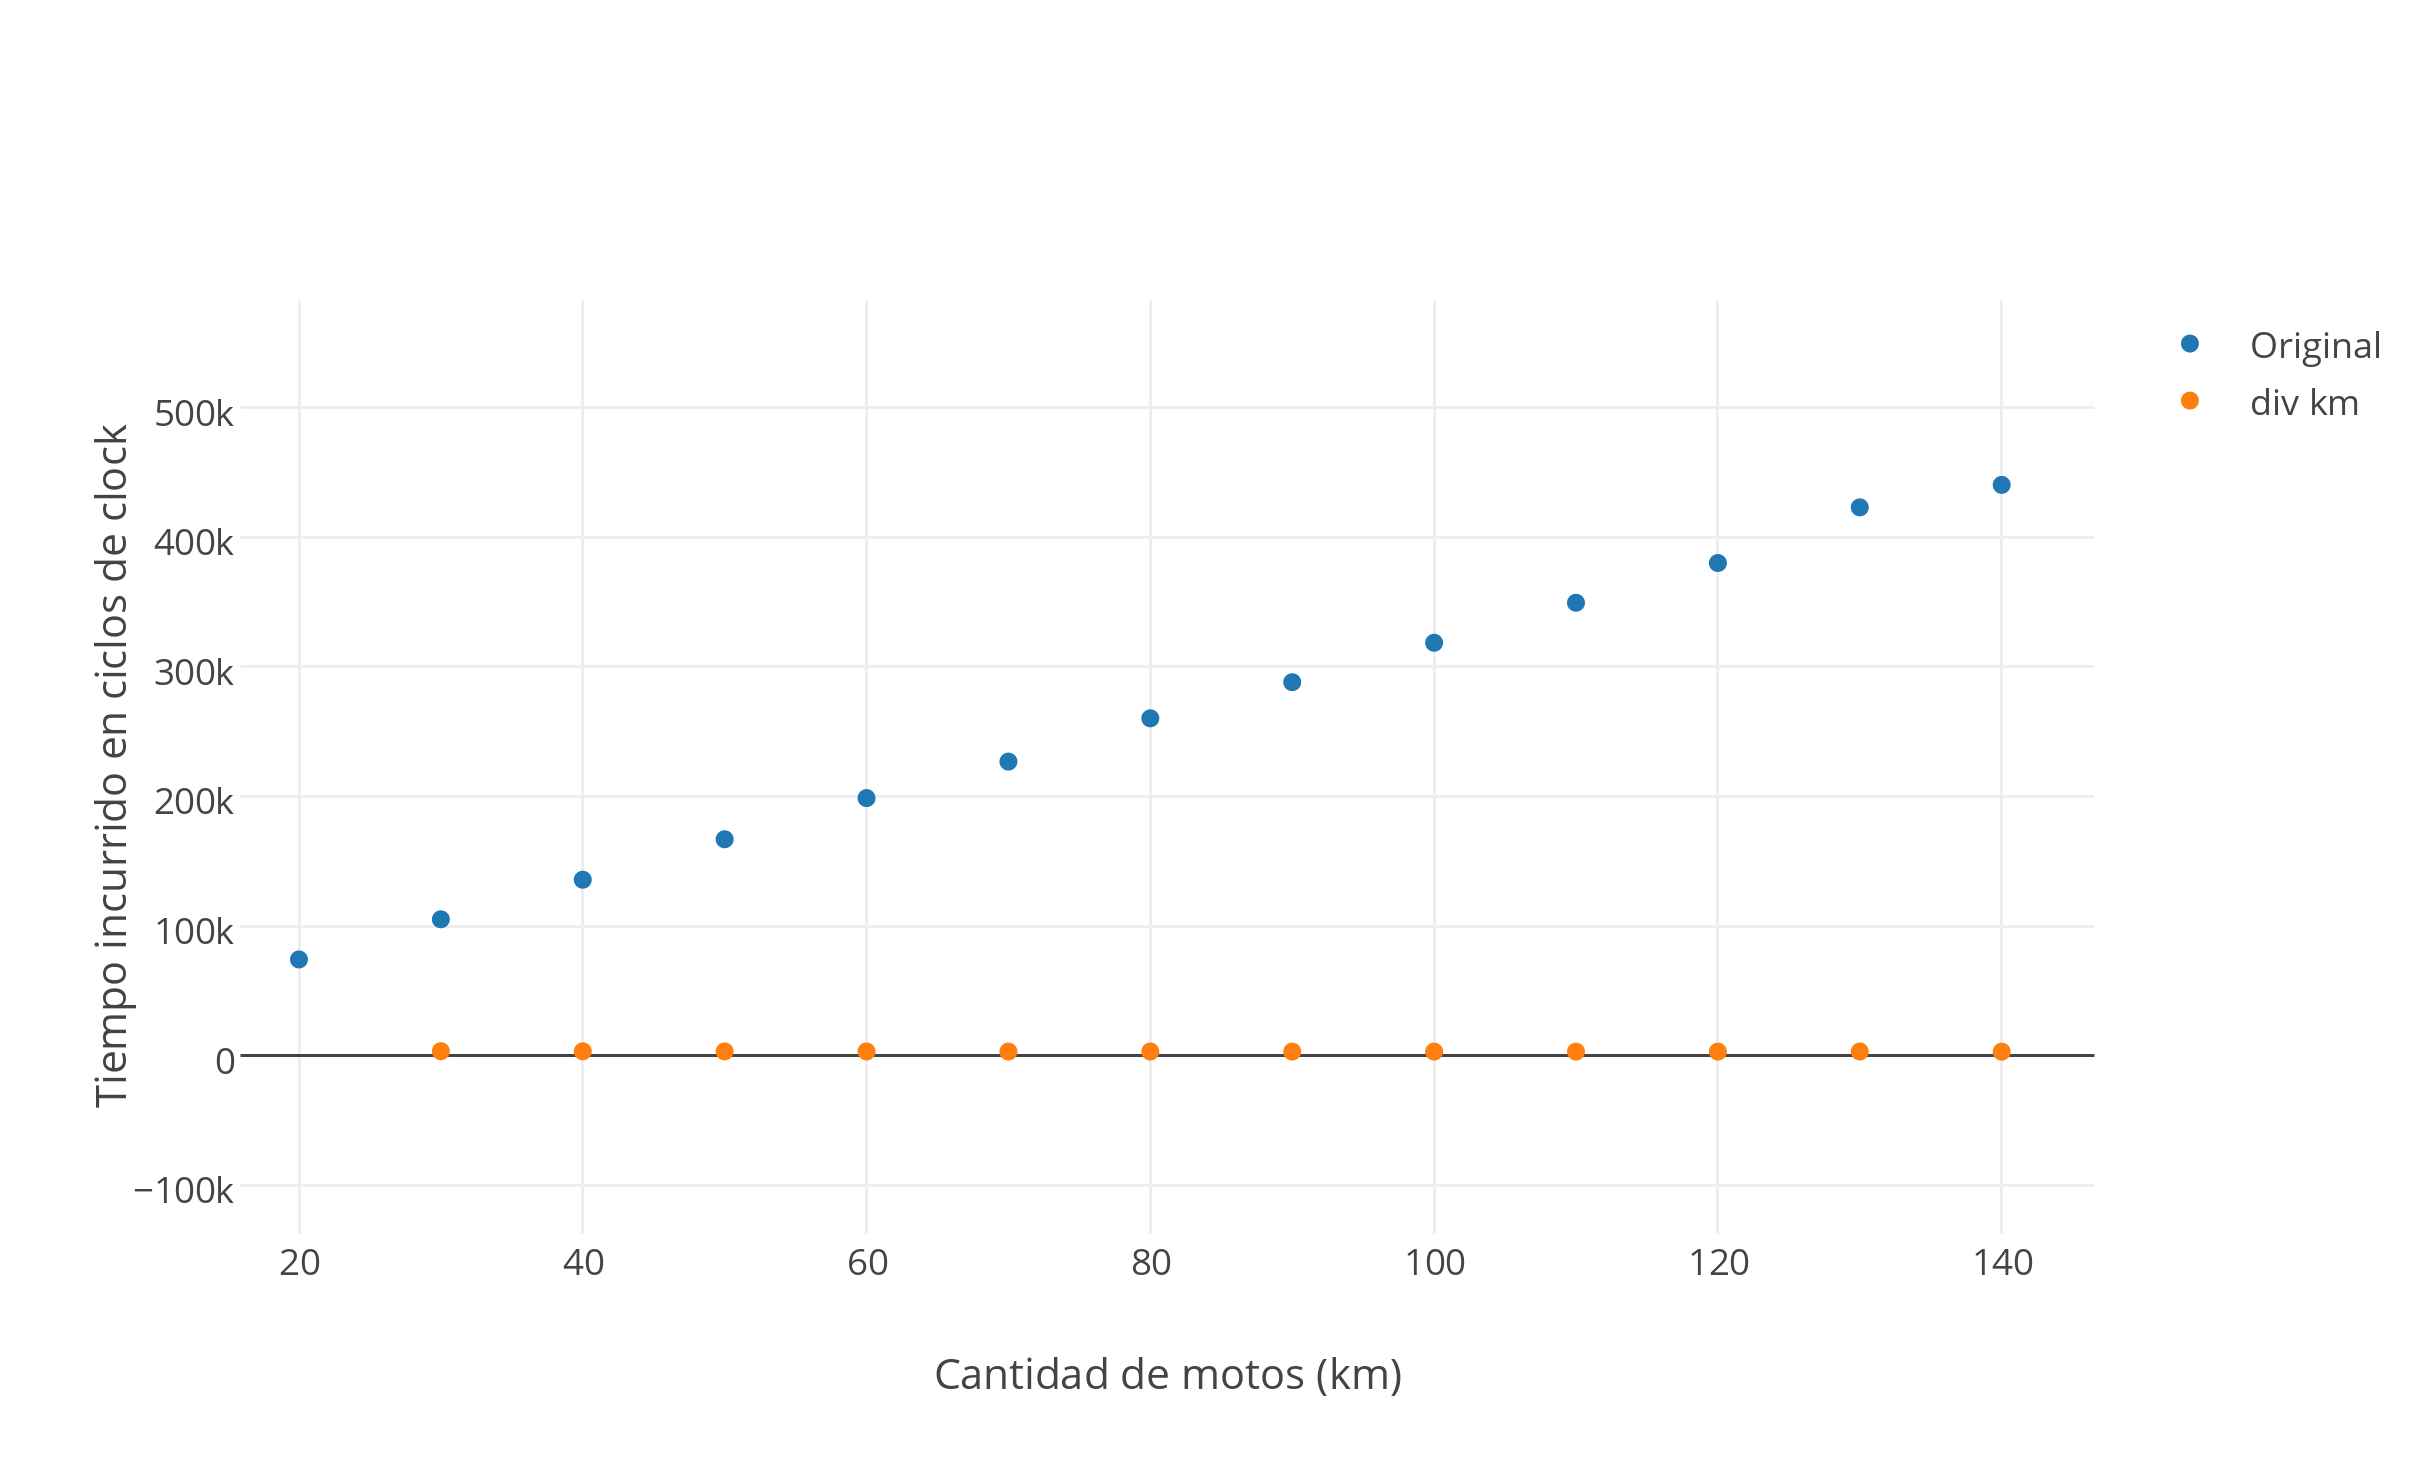 Original
div km
500k
400k
300k
200k
100k
0
−100k
Tiempo incurrido en ciclos de clock
20 40 60 80 100 120 140
Cantidad de motos (km)